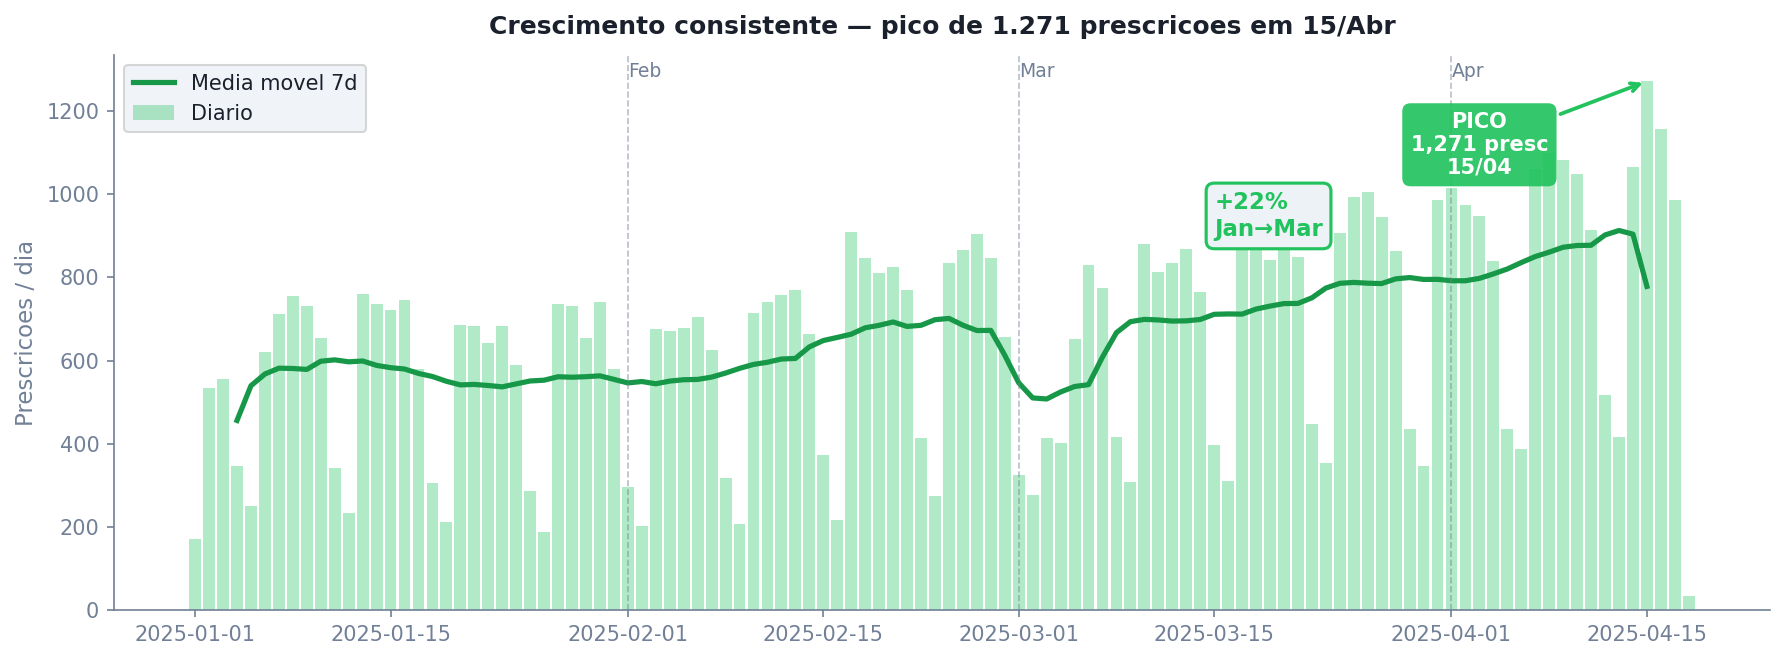 Crescimento consistente — pico de 1.271 prescricoes em 15/Abr
Media movel 7d
Diario
Feb
Mar
Apr
PICO
1,271 presc
15/04
+22%
Jan→Mar
Prescricoes / dia
1200
1000
800
600
400
200
0
2025-01-01
2025-01-15
2025-02-01
2025-02-15
2025-03-01
2025-03-15
2025-04-01
2025-04-15